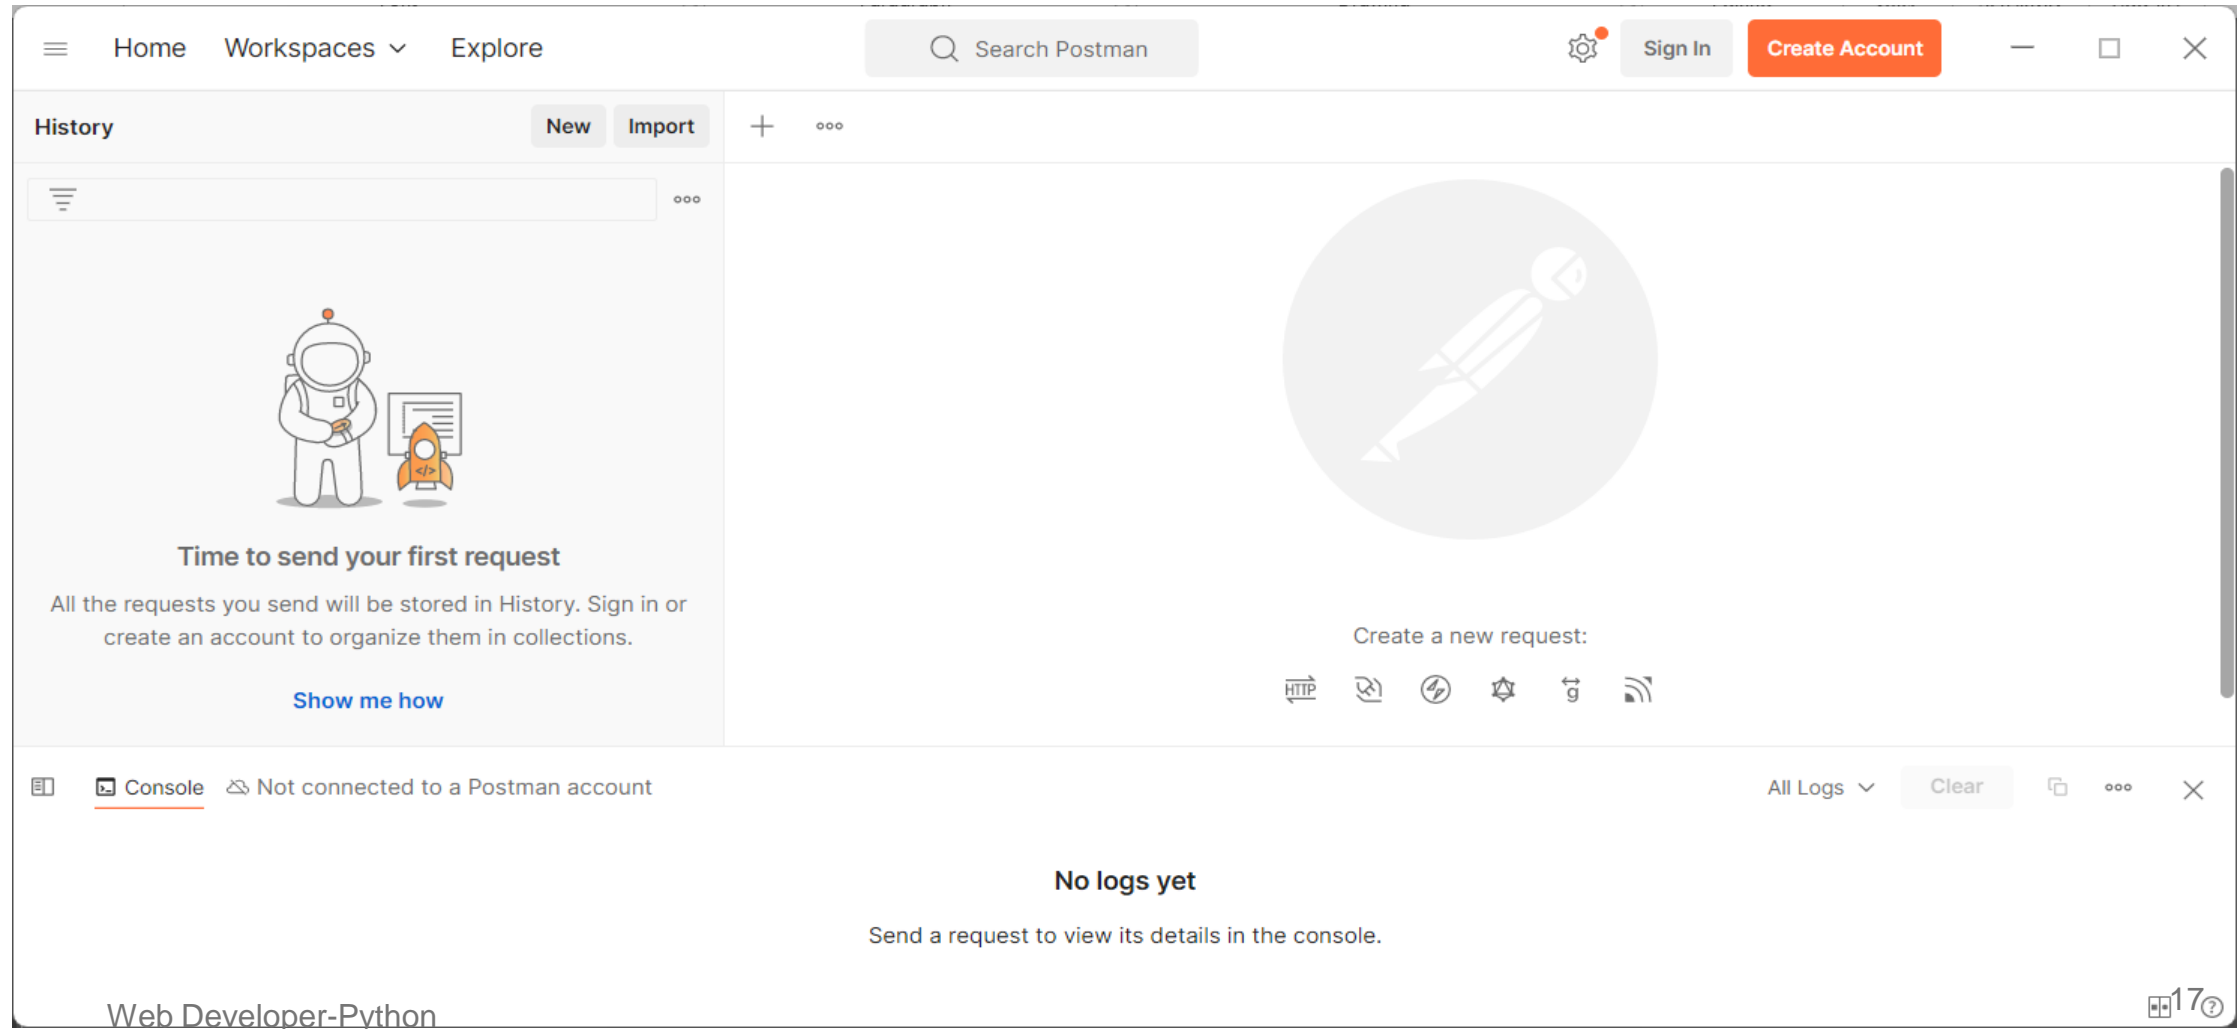 Home Workspaces Explore
Search Postman
Sign In
Create Account
History
New
Import
Time to send your first request
All the requests you send will be stored in History. Sign in or
create an account to organize them in collections.
Show me how
Create a new request:
HTTP
g
Console
Not connected to a Postman account
All Logs
Clear
No logs yet
Send a request to view its details in the console.
Web Developer-Python
17